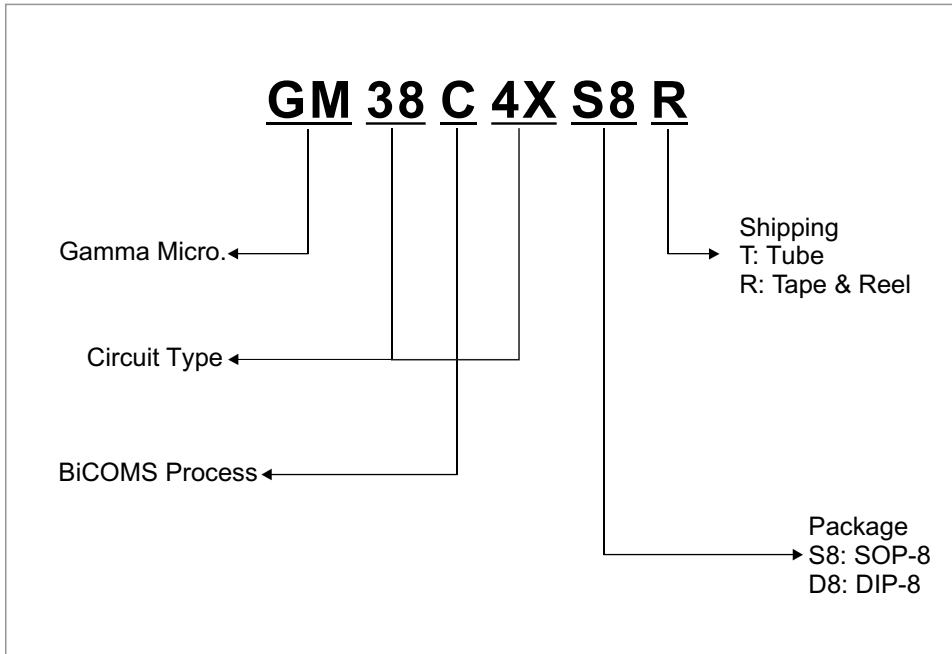 GM 38 C 4X S8 R
Gamma Micro.
Shipping
T: Tube
R: Tape & Reel
Circuit Type
BiCOMS Process
Package
S8: SOP-8
D8: DIP-8